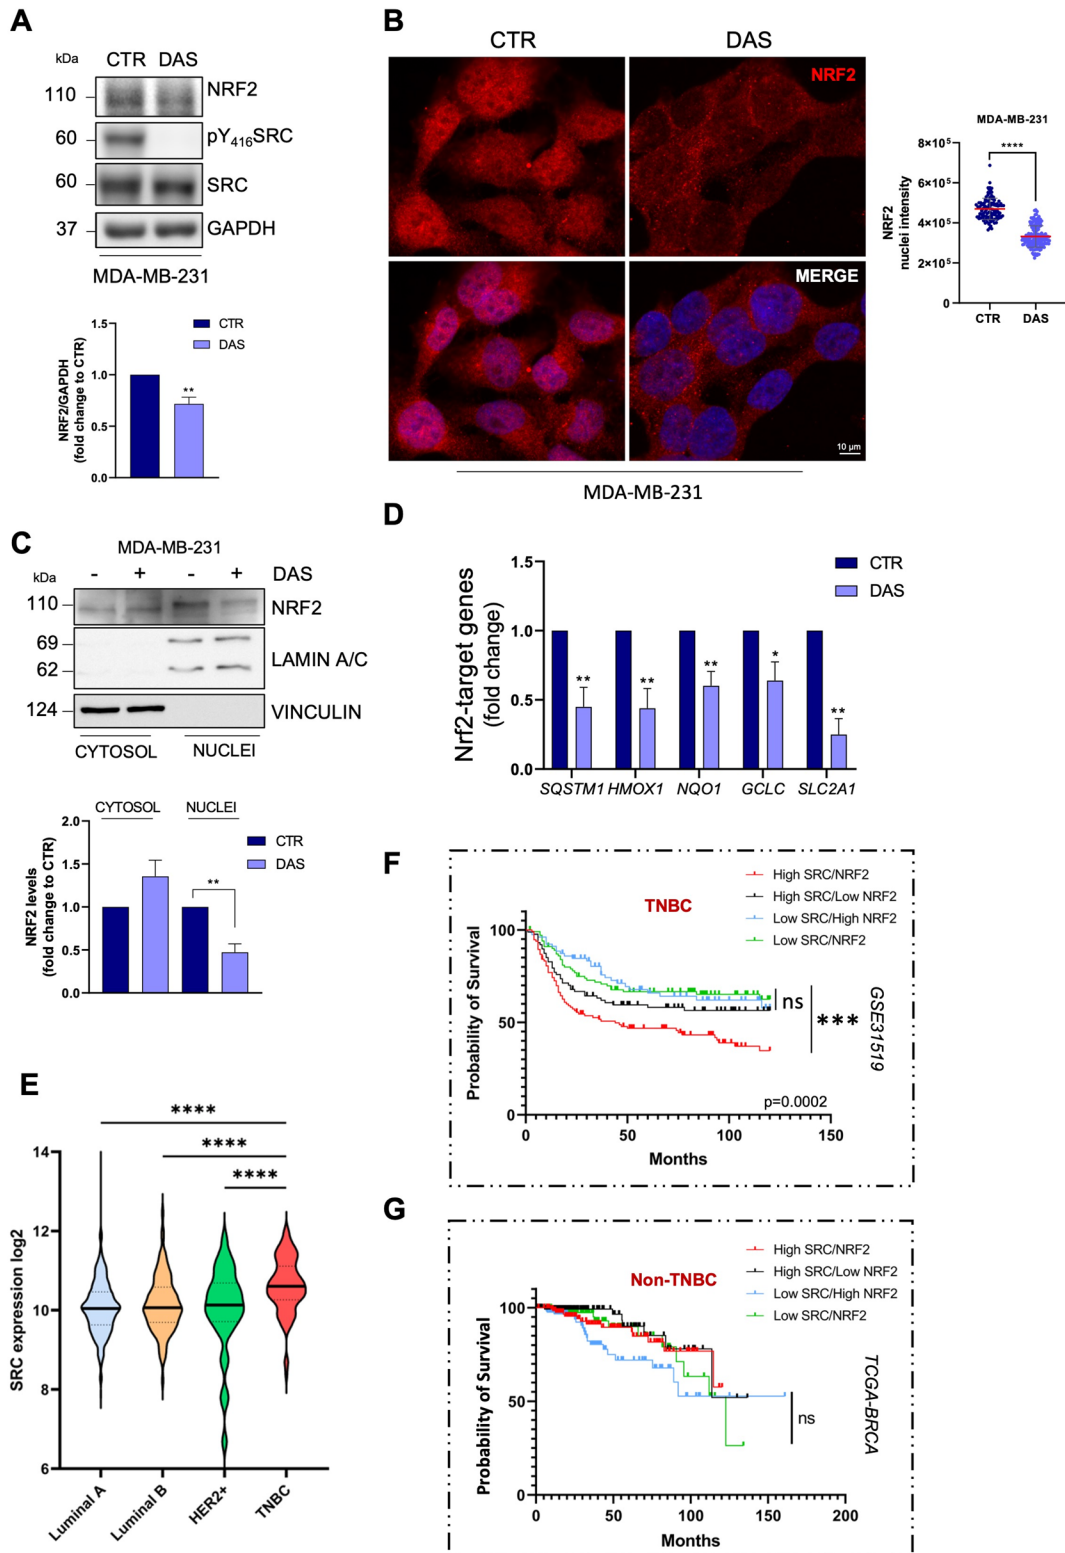 A
kDa
CTR DAS
110
NRF2
60
pY416SRC
60
SRC
37
GAPDH
MDA-MB-231
1.5
1.0
0.5
0.0
NRF2/GAPDH
(fold change to CTR)
CTR
DAS
**
B
CTR
DAS
NRF2
MERGE
10 µm
MDA-MB-231
MDA-MB-231
8×10⁵
6×10⁵
4×10⁵
2×10⁵
0
NRF2
nuclei intensity
****
CTR DAS
C
MDA-MB-231
kDa
- + - + DAS
110
NRF2
69
62
LAMIN A/C
124
VINCULIN
CYTOSOL NUCLEI
CYTOSOL NUCLEI
2.0
1.5
1.0
0.5
0.0
NRF2 levels
(fold change to CTR)
**
CTR
DAS
D
1.5
1.0
0.5
0.0
Nrf2-target genes
(fold change)
** ** ** * **
CTR
DAS
SQSTM1 HMOX1 NQO1 GCLC SLC2A1
E
****
****
****
14
12
10
8
6
SRC expression log2
Luminal A
Luminal B
HER2+
TNBC
F
TNBC
High SRC/NRF2
High SRC/Low NRF2
Low SRC/High NRF2
Low SRC/NRF2
100
50
0
Probability of Survival
ns
***
GSE31519
p=0.0002
0 50 100 150
Months
G
Non-TNBC
High SRC/NRF2
High SRC/Low NRF2
Low SRC/High NRF2
Low SRC/NRF2
100
50
0
Probability of Survival
ns
TCGA-BRCA
0 50 100 150 200
Months